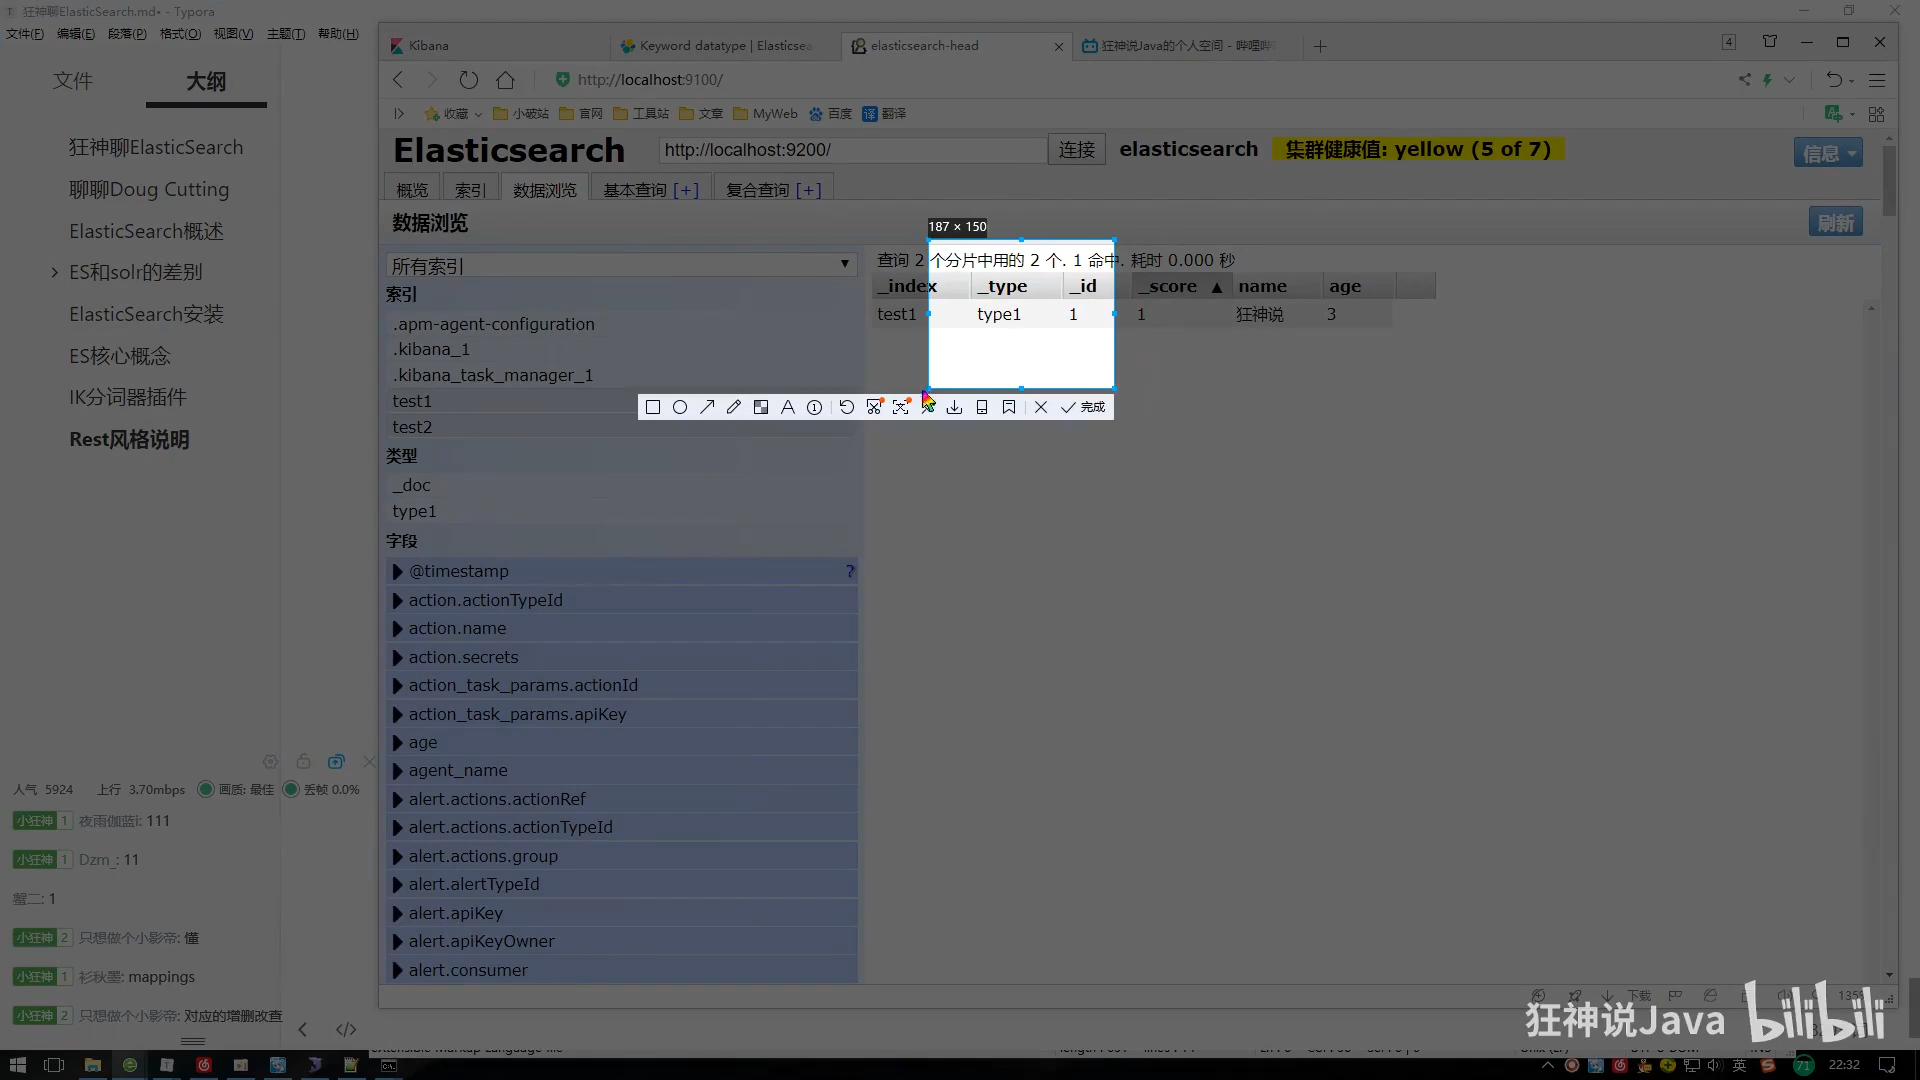 狂神聊ElasticSearch.md• - Typora
文件(F) 编辑(E) 段落(P) 格式(O) 视图(V) 主题(T) 帮助(H)
文件 大纲
狂神聊ElasticSearch
聊聊Doug Cutting
ElasticSearch概述
ES和solr的差别
ElasticSearch安装
ES核心概念
IK分词器插件
Rest风格说明
人气 5924 上行 3.70mbps 画质: 最佳 丢帧 0.0%
小狂神 1 夜雨伽蓝i: 111
小狂神 1 Dzm_: 11
蟹二: 1
小狂神 2 只想做个小影帝: 懂
小狂神 1 衫秋墨: mappings
小狂神 2 只想做个小影帝: 对应的增删改查
Kibana
Keyword datatype | Elasticsea
elasticsearch-head
狂神说Java的个人空间 - 哔哩哔
4
http://localhost:9100/
收藏 小破站 官网 工具站 文章 MyWeb 百度 译 翻译
Elasticsearch http://localhost:9200/ 连接 elasticsearch 集群健康值: yellow (5 of 7) 信息
概览 索引 数据浏览 基本查询 [+] 复合查询 [+]
数据浏览 刷新
187 × 150
所有索引
索引
.apm-agent-configuration
.kibana_1
.kibana_task_manager_1
test1
test2
类型
_doc
type1
字段
@timestamp ?
action.actionTypeId
action.name
action.secrets
action_task_params.actionId
action_task_params.apiKey
age
agent_name
alert.actions.actionRef
alert.actions.actionTypeId
alert.actions.group
alert.alertTypeId
alert.apiKey
alert.apiKeyOwner
alert.consumer
查询 2 个分片中用的 2 个. 1 命中. 耗时 0.000 秒
_index _type _id _score ▲ name age
test1 type1 1 1 狂神说 3
完成
下载
狂神说Java bilibili
英 71 22:32